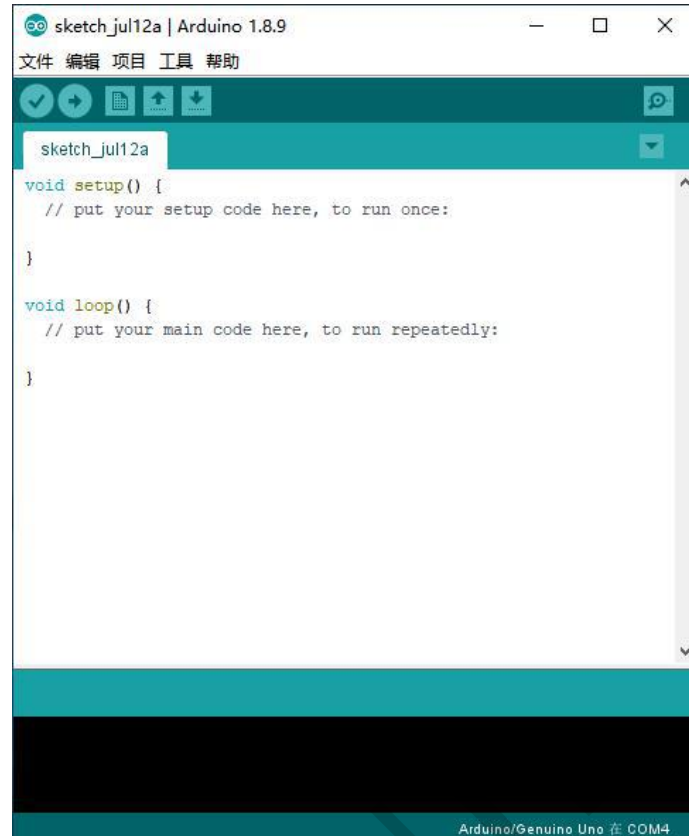 sketch_jul12a | Arduino 1.8.9
文件 编辑 项目 工具 帮助
sketch_jul12a
void setup() {
  // put your setup code here, to run once:
}
void loop() {
  // put your main code here, to run repeatedly:
}
Arduino/Genuino Uno 在 COM4